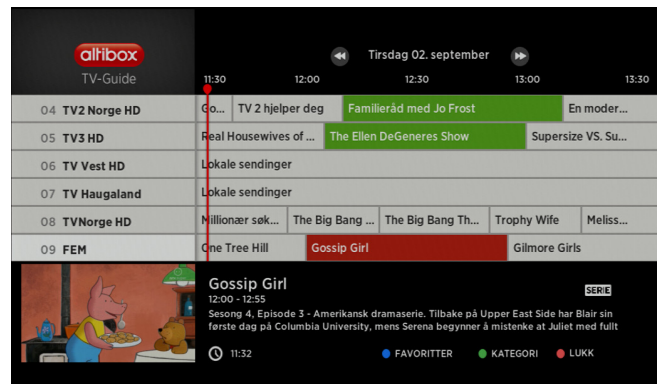 altibox
TV-Guide
Tirsdag 02. september
11:30 12:00 12:30 13:00 13:30
04 TV2 Norge HD Go... TV 2 hjelper deg Familieråd med Jo Frost En moder...
05 TV3 HD Real Housewives of ... The Ellen DeGeneres Show Supersize VS. Su...
06 TV Vest HD Lokale sendinger
07 TV Haugaland Lokale sendinger
08 TVNorge HD Millionær søk... The Big Bang ... The Big Bang Th... Trophy Wife Meliss...
09 FEM One Tree Hill Gossip Girl Gilmore Girls
Gossip Girl
12:00 - 12:55
SERIE
Sesong 4, Episode 3 - Amerikansk dramaserie. Tilbake på Upper East Side har Blair sin
første dag på Columbia University, mens Serena begynner å mistenke at Juliet med fullt
11:32 FAVORITTER KATEGORI LUKK